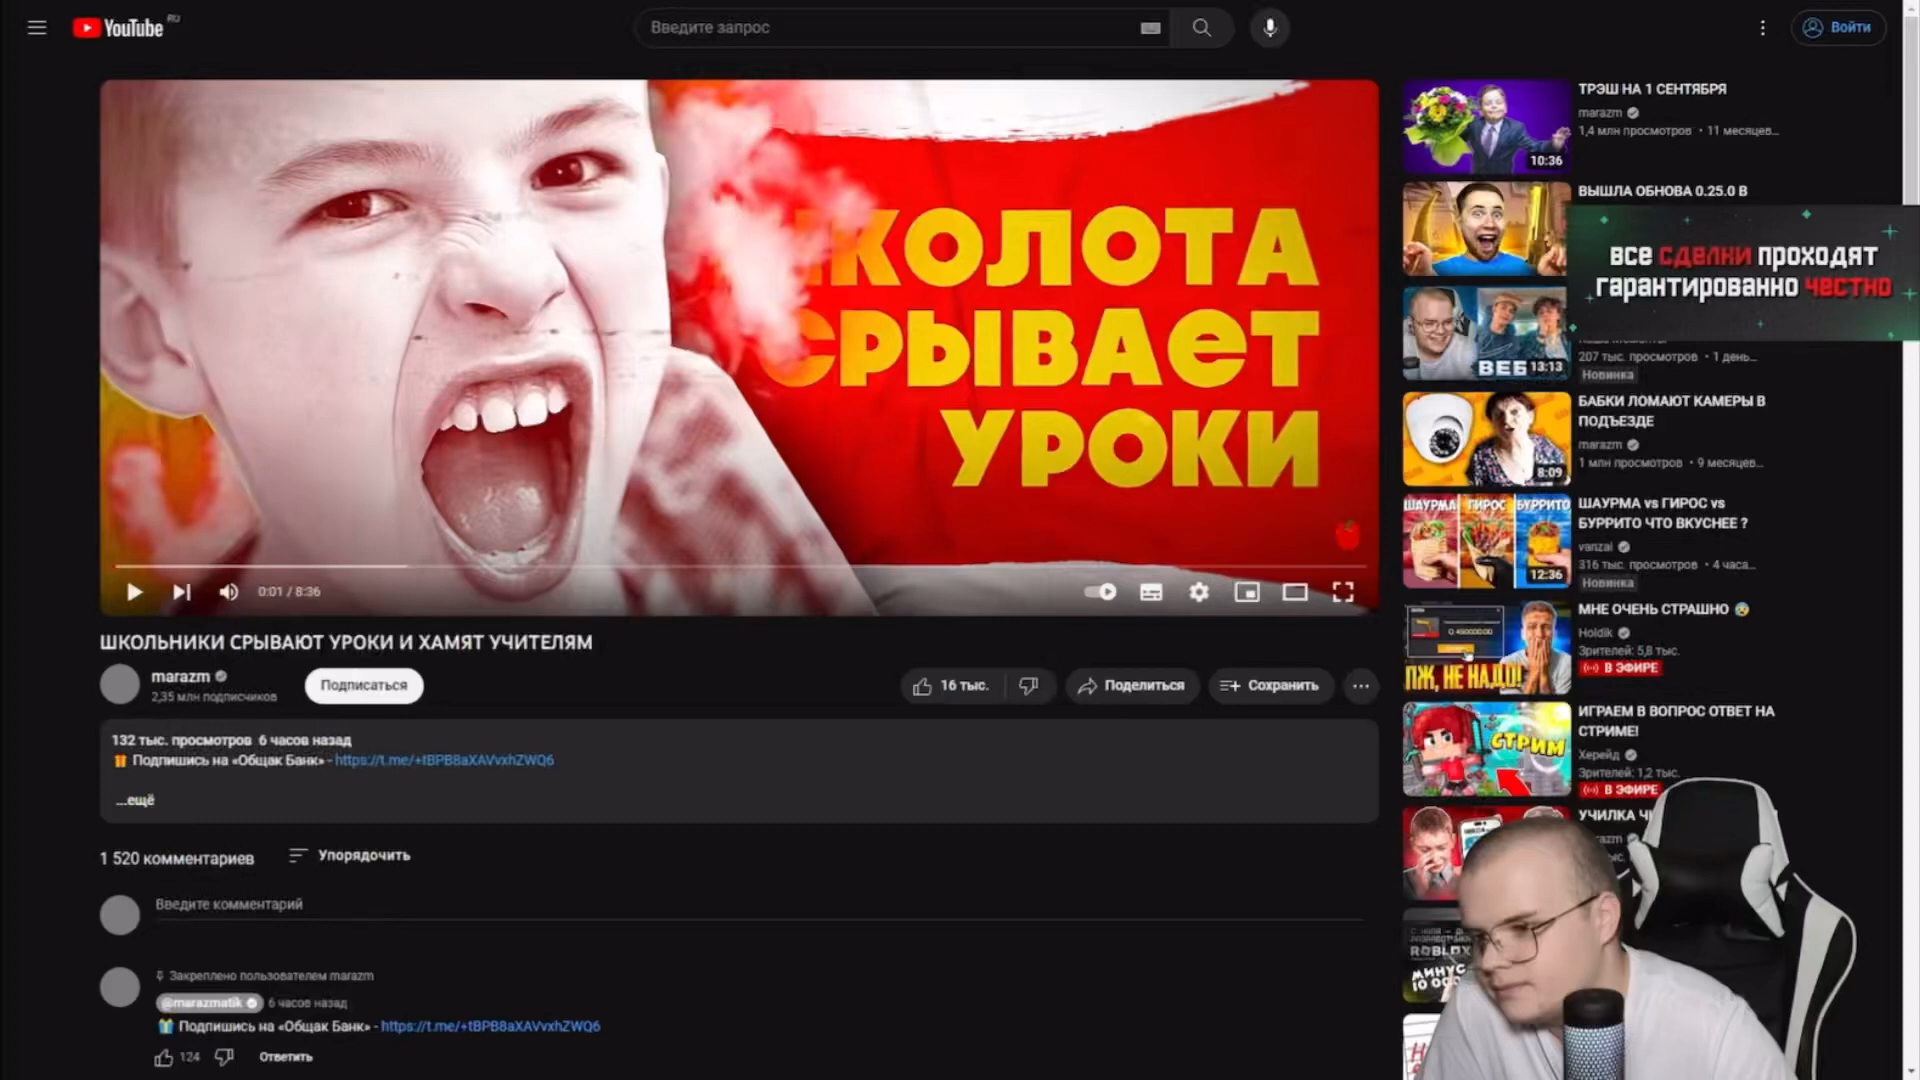 YouTube RU
Введите запрос
Войти
КОЛОТА
СРЫВАЕТ
УРОКИ
0:01 / 8:36
ШКОЛЬНИКИ СРЫВАЮТ УРОКИ И ХАМЯТ УЧИТЕЛЯМ
marazm
2,35 млн подписчиков
Подписаться
16 тыс.
Поделиться
Сохранить
132 тыс. просмотров 6 часов назад
Подпишись на «Общак Банк» - https://t.me/+tBPB8aXAVvxhZWQ6
...ещё
1 520 комментариев
Упорядочить
Введите комментарий
Закреплено пользователем marazm
@marazmatik 6 часов назад
Подпишись на «Общак Банк» - https://t.me/+tBPB8aXAVvxhZWQ6
124
Ответить
10:36
ТРЭШ НА 1 СЕНТЯБРЯ
marazm
1,4 млн просмотров • 11 месяцев...
ВЫШЛА ОБНОВА 0.25.0 В
все сделки проходят
гарантированно честно
ВЕБ
13:13
207 тыс. просмотров • 1 день...
Новинка
8:09
БАБКИ ЛОМАЮТ КАМЕРЫ В
ПОДЪЕЗДЕ
marazm
1 млн просмотров • 9 месяцев...
ШАУРМА ГИРОС БУРРИТО
12:36
ШАУРМА vs ГИРОС vs
БУРРИТО ЧТО ВКУСНЕЕ ?
vanzai
316 тыс. просмотров • 4 часа...
Новинка
ПЖ, НЕ НАДО!
МНЕ ОЧЕНЬ СТРАШНО
Holdik
Зрителей: 5,8 тыс.
В ЭФИРЕ
СТРИМ
ИГРАЕМ В ВОПРОС ОТВЕТ НА
СТРИМЕ!
Херейд
Зрителей: 1,2 тыс.
В ЭФИРЕ
УЧИЛКА
ROBLOX
МИНУС